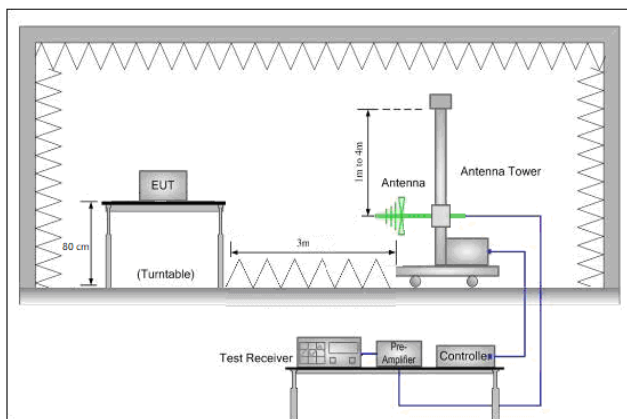 1m to 4m
Antenna Tower
Antenna
EUT
80 cm
3m
(Turntable)
Test Receiver
Pre-
Amplifier
Controller